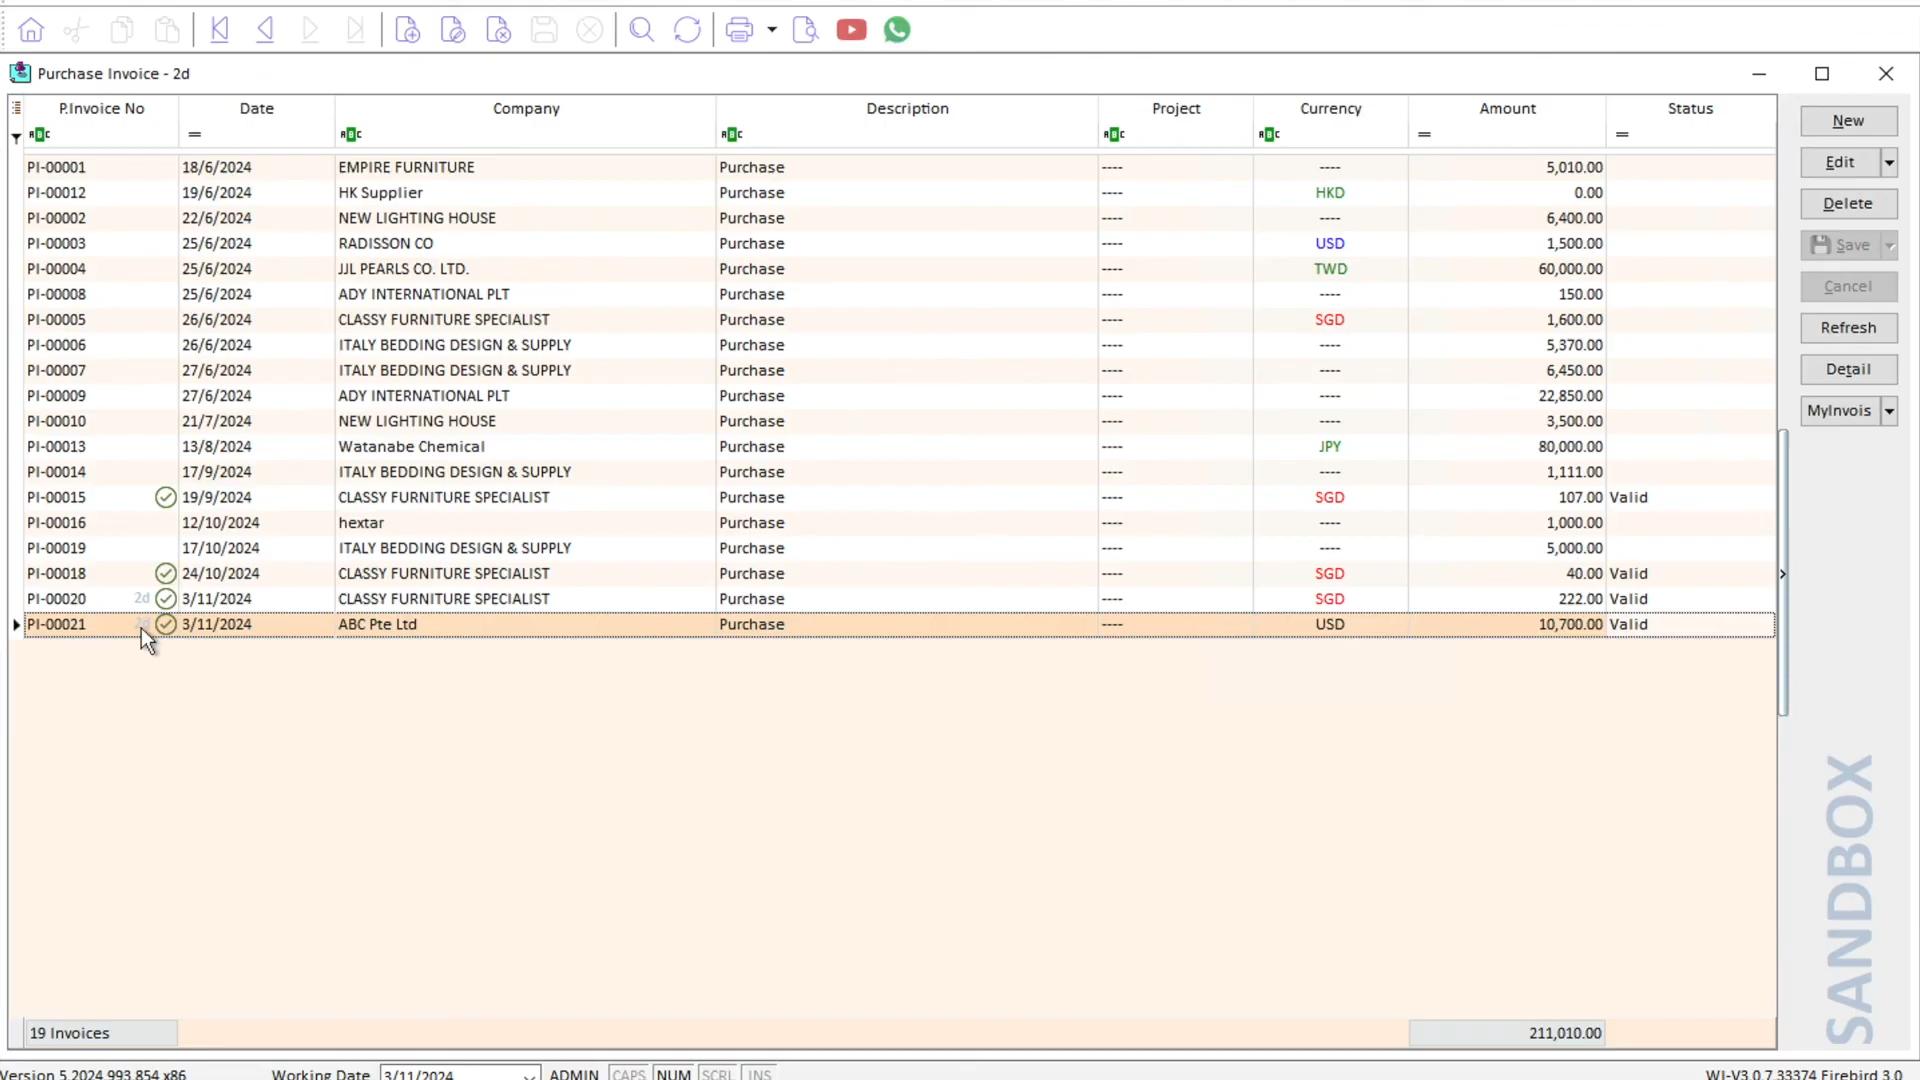 Purchase Invoice - 2d
P.Invoice No Date Company Description Project Currency Amount Status
ABC = ABC ABC ABC ABC = =
PI-00001 18/6/2024 EMPIRE FURNITURE Purchase ---- ---- 5,010.00
PI-00012 19/6/2024 HK Supplier Purchase ---- HKD 0.00
PI-00002 22/6/2024 NEW LIGHTING HOUSE Purchase ---- ---- 6,400.00
PI-00003 25/6/2024 RADISSON CO Purchase ---- USD 1,500.00
PI-00004 25/6/2024 JJL PEARLS CO. LTD. Purchase ---- TWD 60,000.00
PI-00008 25/6/2024 ADY INTERNATIONAL PLT Purchase ---- ---- 150.00
PI-00005 26/6/2024 CLASSY FURNITURE SPECIALIST Purchase ---- SGD 1,600.00
PI-00006 26/6/2024 ITALY BEDDING DESIGN & SUPPLY Purchase ---- ---- 5,370.00
PI-00007 27/6/2024 ITALY BEDDING DESIGN & SUPPLY Purchase ---- ---- 6,450.00
PI-00009 27/6/2024 ADY INTERNATIONAL PLT Purchase ---- ---- 22,850.00
PI-00010 21/7/2024 NEW LIGHTING HOUSE Purchase ---- ---- 3,500.00
PI-00013 13/8/2024 Watanabe Chemical Purchase ---- JPY 80,000.00
PI-00014 17/9/2024 ITALY BEDDING DESIGN & SUPPLY Purchase ---- ---- 1,111.00
PI-00015 19/9/2024 CLASSY FURNITURE SPECIALIST Purchase ---- SGD 107.00 Valid
PI-00016 12/10/2024 hextar Purchase ---- ---- 1,000.00
PI-00019 17/10/2024 ITALY BEDDING DESIGN & SUPPLY Purchase ---- ---- 5,000.00
PI-00018 24/10/2024 CLASSY FURNITURE SPECIALIST Purchase ---- SGD 40.00 Valid
PI-00020 2d 3/11/2024 CLASSY FURNITURE SPECIALIST Purchase ---- SGD 222.00 Valid
PI-00021 2d 3/11/2024 ABC Pte Ltd Purchase ---- USD 10,700.00 Valid
19 Invoices 211,010.00
New
Edit
Delete
Save
Cancel
Refresh
Detail
MyInvois
SANDBOX
Version 5.2024.993.854 x86 Working Date 3/11/2024 ADMIN CAPS NUM SCRL INS WI-V3.0.7.33374 Firebird 3.0